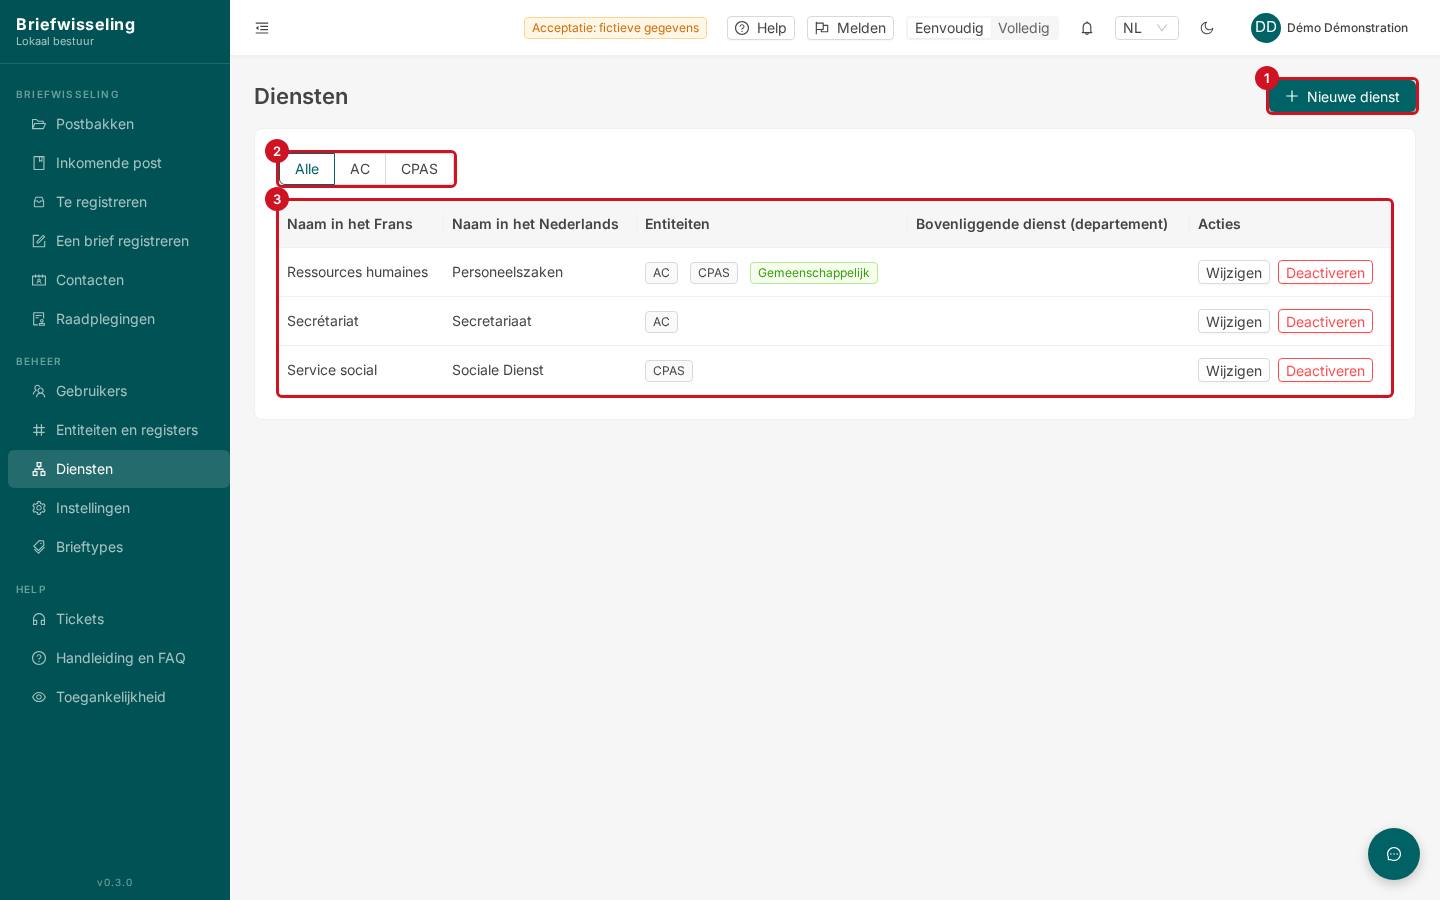 Briefwisseling
Lokaal bestuur
BRIEFWISSELING
Postbakken
Inkomende post
Te registreren
Een brief registreren
Contacten
Raadplegingen
BEHEER
Gebruikers
Entiteiten en registers
Diensten
Instellingen
Brieftypes
HELP
Tickets
Handleiding en FAQ
Toegankelijkheid
v0.3.0
Acceptatie: fictieve gegevens Help Melden Eenvoudig Volledig NL DD Démo Démonstration
Diensten
1
+ Nieuwe dienst
2
Alle AC CPAS
3
Naam in het Frans Naam in het Nederlands Entiteiten Bovenliggende dienst (departement) Acties
Ressources humaines Personeelszaken AC CPAS Gemeenschappelijk Wijzigen Deactiveren
Secrétariat Secretariaat AC Wijzigen Deactiveren
Service social Sociale Dienst CPAS Wijzigen Deactiveren